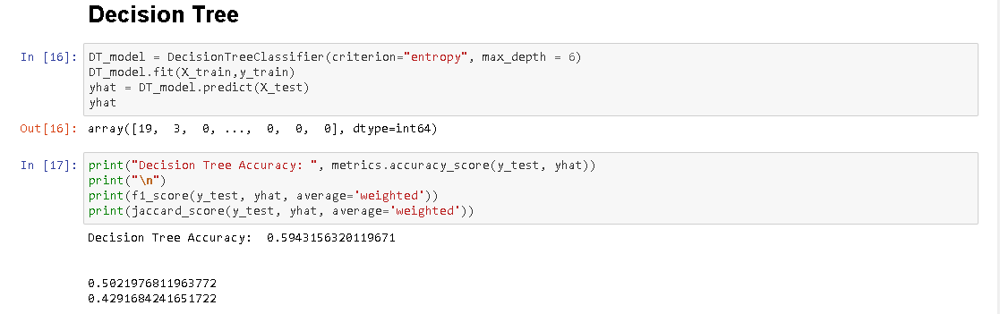 Decision Tree
In [16]: DT_model = DecisionTreeClassifier(criterion="entropy", max_depth = 6)
DT_model.fit(X_train,y_train)
yhat = DT_model.predict(X_test)
yhat
Out[16]: array([19,  3,  0, ...,  0,  0,  0], dtype=int64)
In [17]: print("Decision Tree Accuracy: ", metrics.accuracy_score(y_test, yhat))
print("\n")
print(f1_score(y_test, yhat, average='weighted'))
print(jaccard_score(y_test, yhat, average='weighted'))
Decision Tree Accuracy:  0.5943156320119671
0.5021976811963772
0.4291684241651722